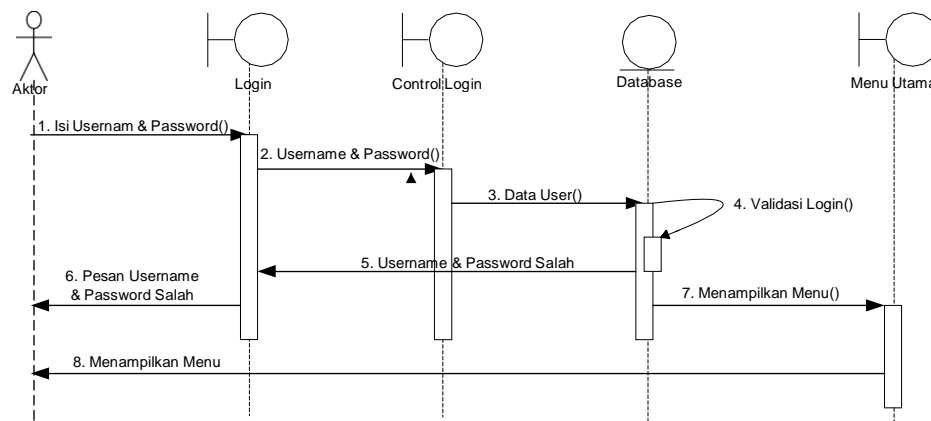 Aktor
Login
Control Login
Database
Menu Utama
1. Isi Usernam & Password()
2. Username & Password()
3. Data User()
4. Validasi Login()
5. Username & Password Salah
6. Pesan Username
& Password Salah
7. Menampilkan Menu()
8. Menampilkan Menu